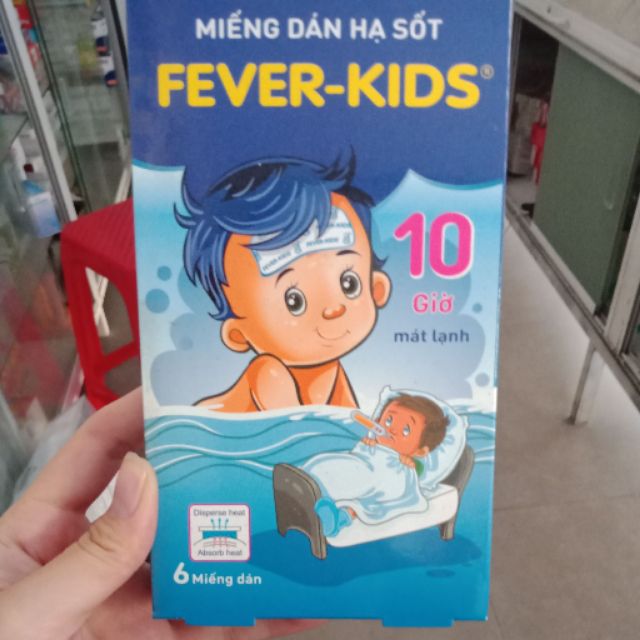 MIẾNG DÁN HẠ SỐT
FEVER-KIDS®
10
Giờ
mát lạnh
Disperse heat
Absorb heat
6 Miếng dán